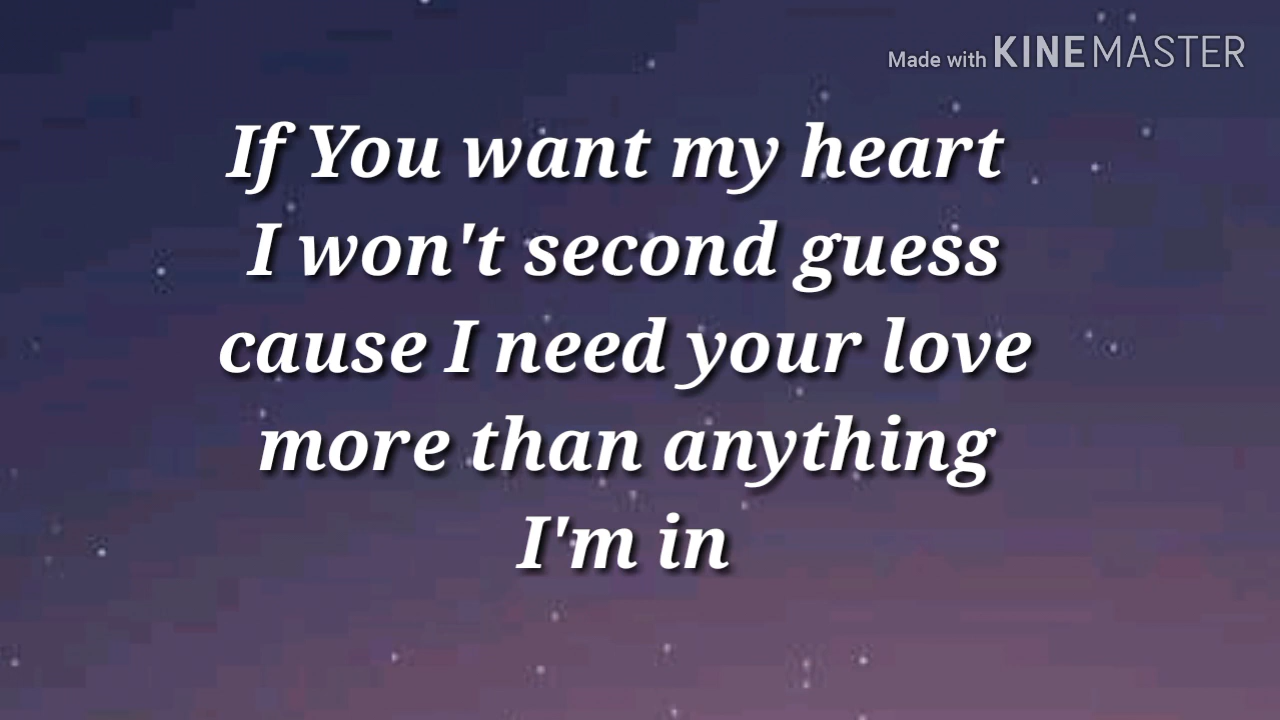 Made with KINEMASTER
If You want my heart
I won't second guess
cause I need your love
more than anything
I'm in